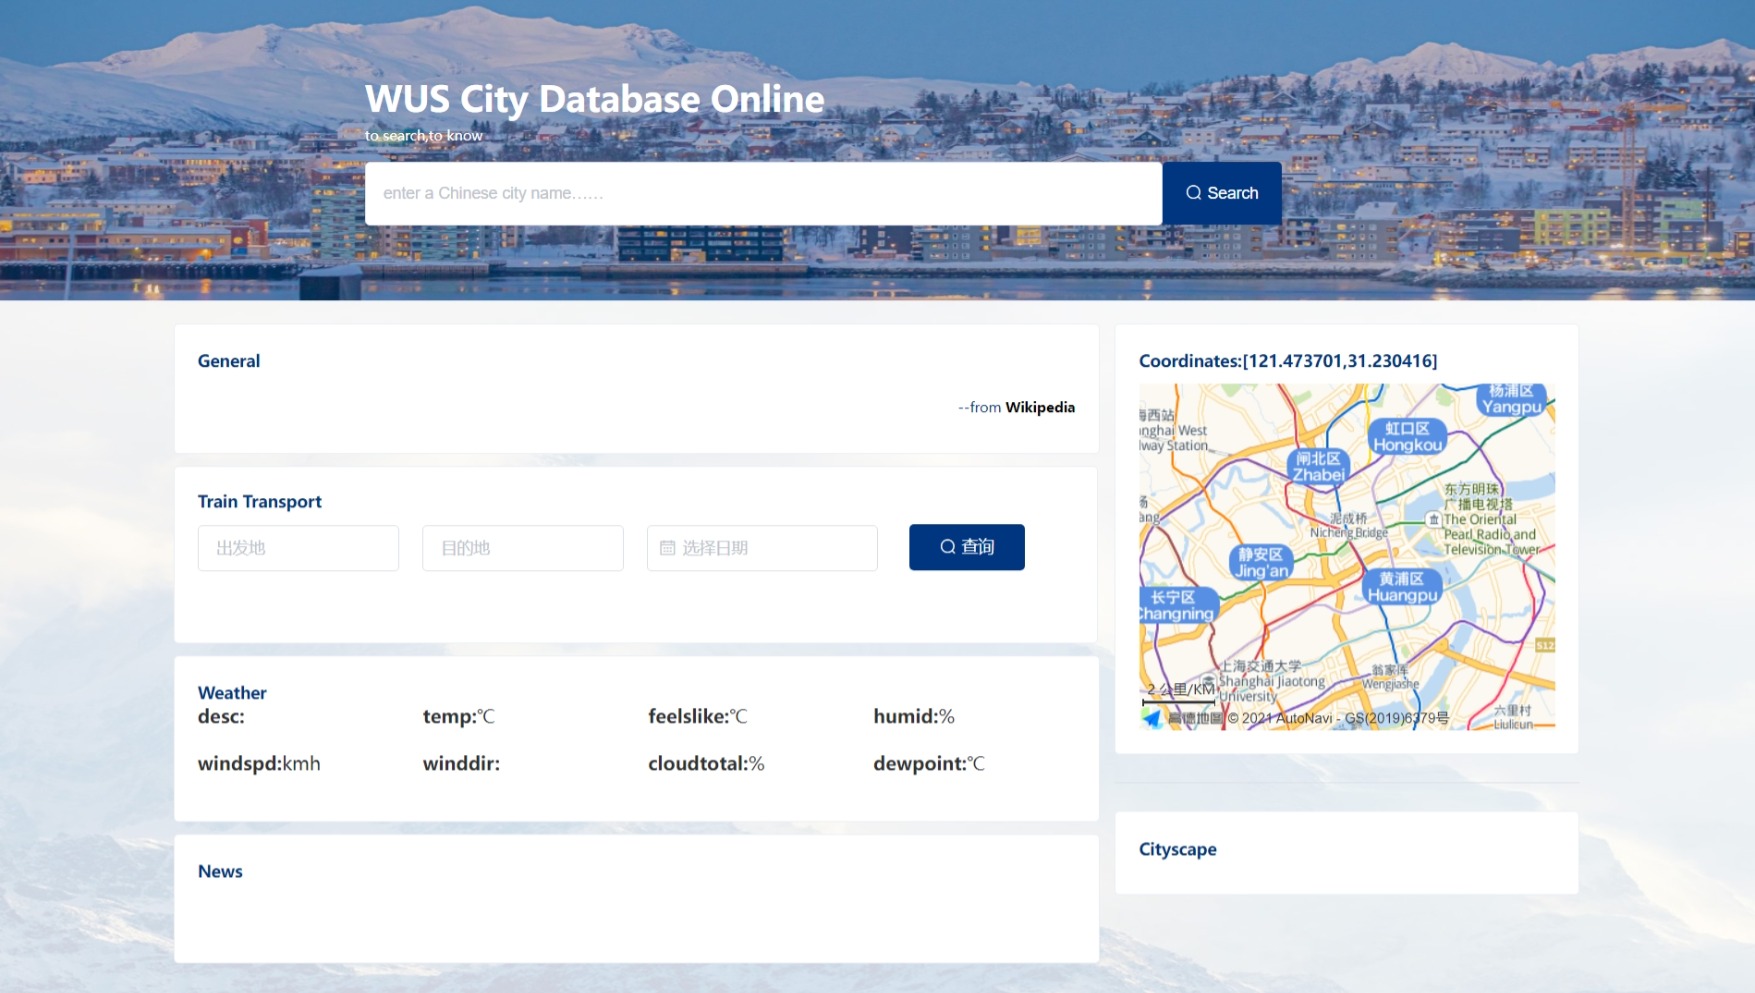 WUS City Database Online
to search,to know
enter a Chinese city name......
Search
General
--from Wikipedia
Train Transport
出发地
目的地
选择日期
查询
Weather
desc:
temp:℃
feelslike:℃
humid:%
windspd:kmh
winddir:
cloudtotal:%
dewpoint:℃
News
Coordinates:[121.473701,31.230416]
杨浦区
Yangpu
海西站
nghai West
lway Station
虹口区
Hongkou
闸北区
Zhabei
东方明珠
广播电视塔
The Oriental
Pearl Radio and
Television Tower
泥成桥
Nicheng Bridge
静安区
Jing'an
黄浦区
Huangpu
长宁区
Changning
S12
上海交通大学
Shanghai Jiaotong
University
翁家厍
Wengjiashe
2 公里/KM
六里村
Liulicun
高德地图 © 2021 AutoNavi - GS(2019)6379号
Cityscape